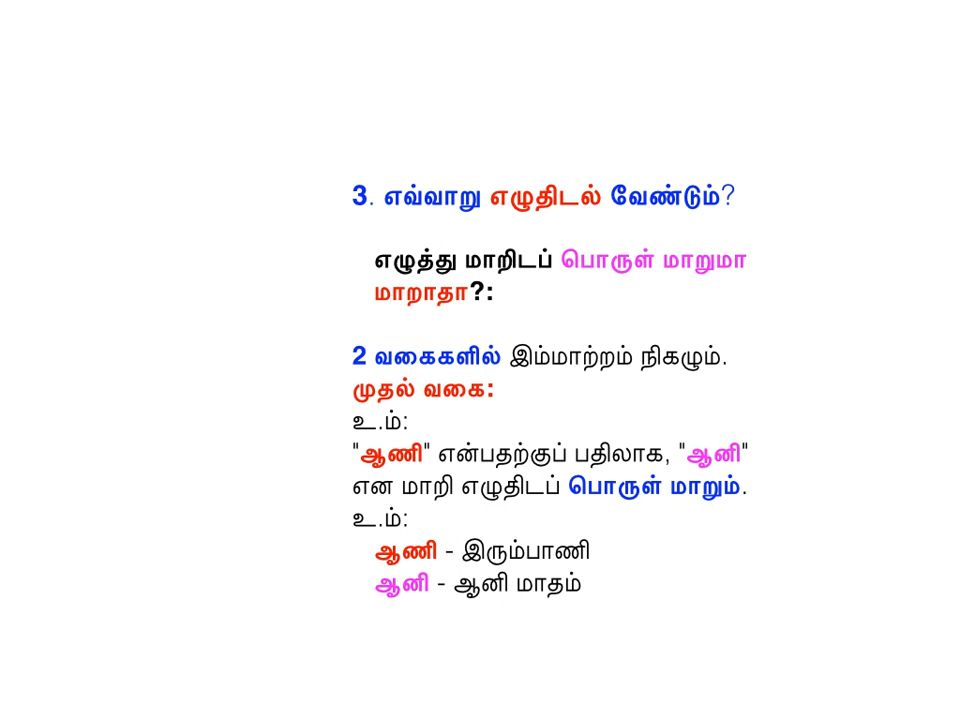 3. எவ்வாறு எழுதிடல் வேண்டும்?
எழுத்து மாறிடப் பொருள் மாறுமா
மாறாதா?:
2 வகைகளில் இம்மாற்றம் நிகழும்.
முதல் வகை:
உ.ம்:
"ஆணி" என்பதற்குப் பதிலாக, "ஆனி"
என மாறி எழுதிடப் பொருள் மாறும்.
உ.ம்:
ஆணி - இரும்பாணி
ஆனி - ஆனி மாதம்